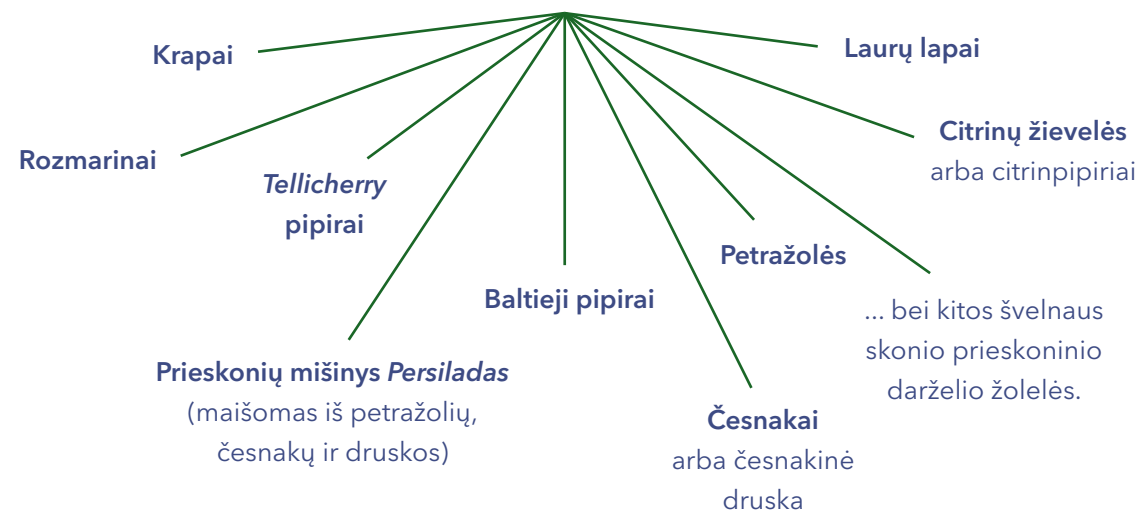 Krapai
Laurų lapai
Rozmarinai
Citrinų žievelės
arba citrinpipiriai
Tellicherry
pipirai
Petražolės
Baltieji pipirai
... bei kitos švelnaus
skonio prieskoninio
darželio žolelės.
Prieskonių mišinys Persiladas
(maišomas iš petražolių,
česnakų ir druskos)
Česnakai
arba česnakinė
druska